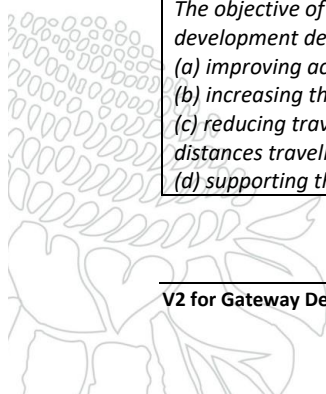 The objective of
development de
(a) improving ac
(b) increasing th
(c) reducing trav
distances travell
(d) supporting th
V2 for Gateway De